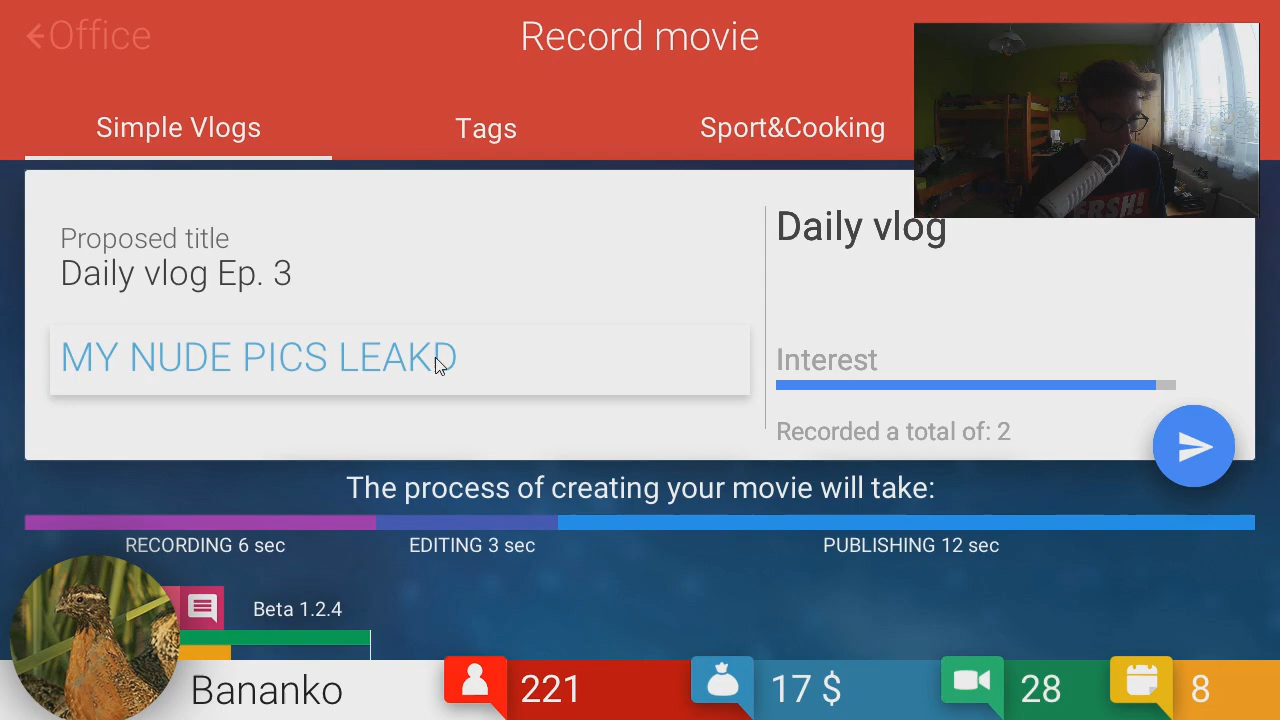 Office
Record movie
Simple Vlogs
Tags
Sport&Cooking
ERSH!
Proposed title
Daily vlog Ep. 3
MY NUDE PICS LEAKD
Daily vlog
Interest
Recorded a total of: 2
The process of creating your movie will take:
RECORDING 6 sec
EDITING 3 sec
PUBLISHING 12 sec
Beta 1.2.4
Bananko
221
17 $
28
8